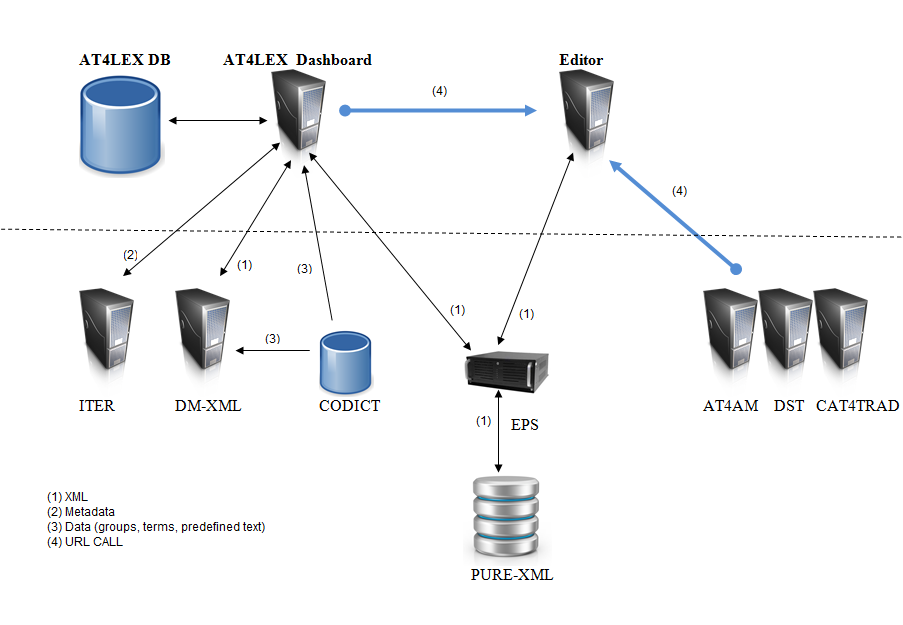 AT4LEX DB
AT4LEX Dashboard
Editor
(4)
(4)
(2)
(1)
(3)
(1)
(1)
(3)
ITER
DM-XML
CODICT
AT4AM
DST
CAT4TRAD
(1)
EPS
(1) XML
(2) Metadata
(3) Data (groups, terms, predefined text)
(4) URL CALL
PURE-XML